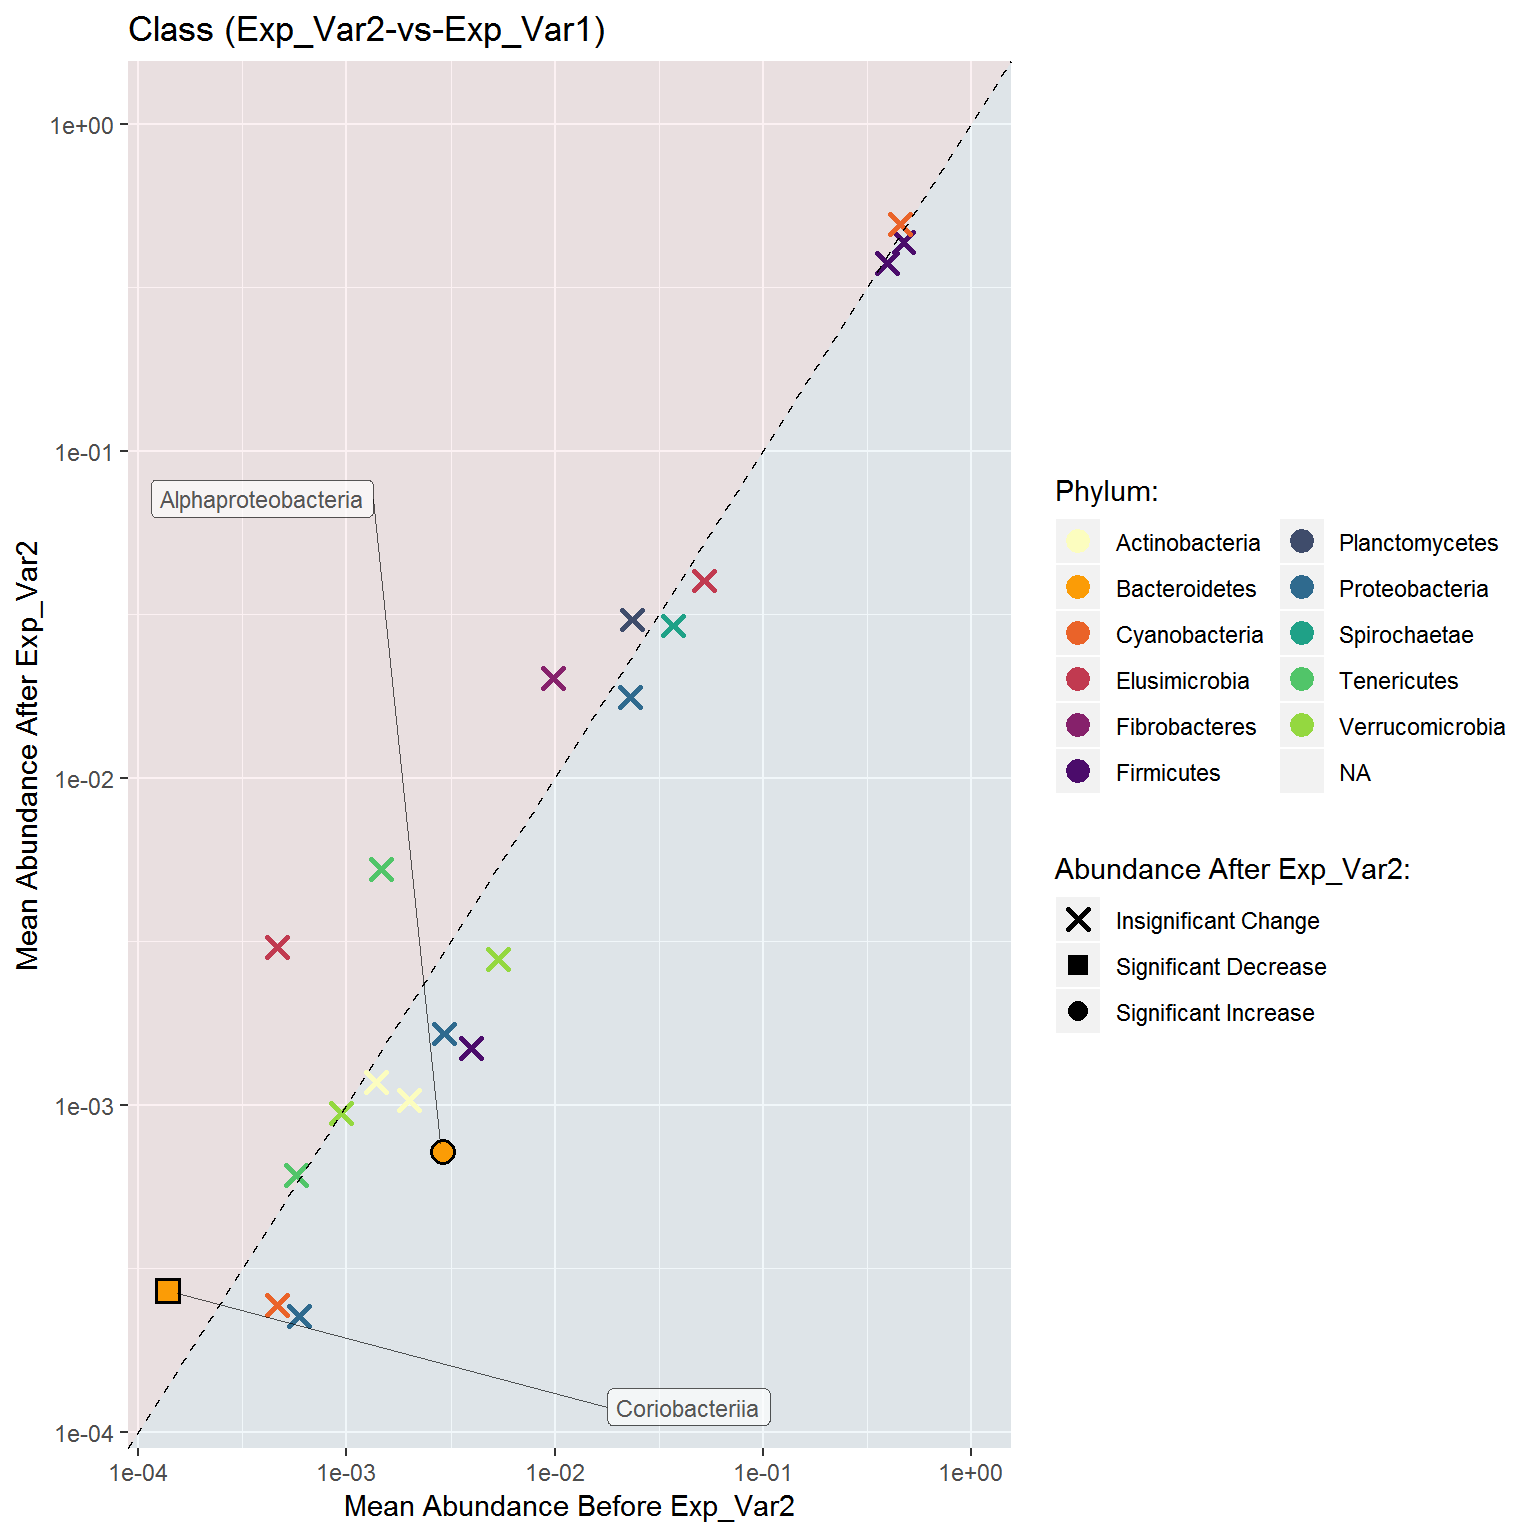 Class (Exp_Var2-vs-Exp_Var1)
Mean Abundance After Exp_Var2
1e+00
1e-01
1e-02
1e-03
1e-04
Alphaproteobacteria
Coriobacteriia
1e-04
1e-03
1e-02
1e-01
1e+00
Mean Abundance Before Exp_Var2
Phylum:
Actinobacteria
Bacteroidetes
Cyanobacteria
Elusimicrobia
Fibrobacteres
Firmicutes
Planctomycetes
Proteobacteria
Spirochaetae
Tenericutes
Verrucomicrobia
NA
Abundance After Exp_Var2:
Insignificant Change
Significant Decrease
Significant Increase